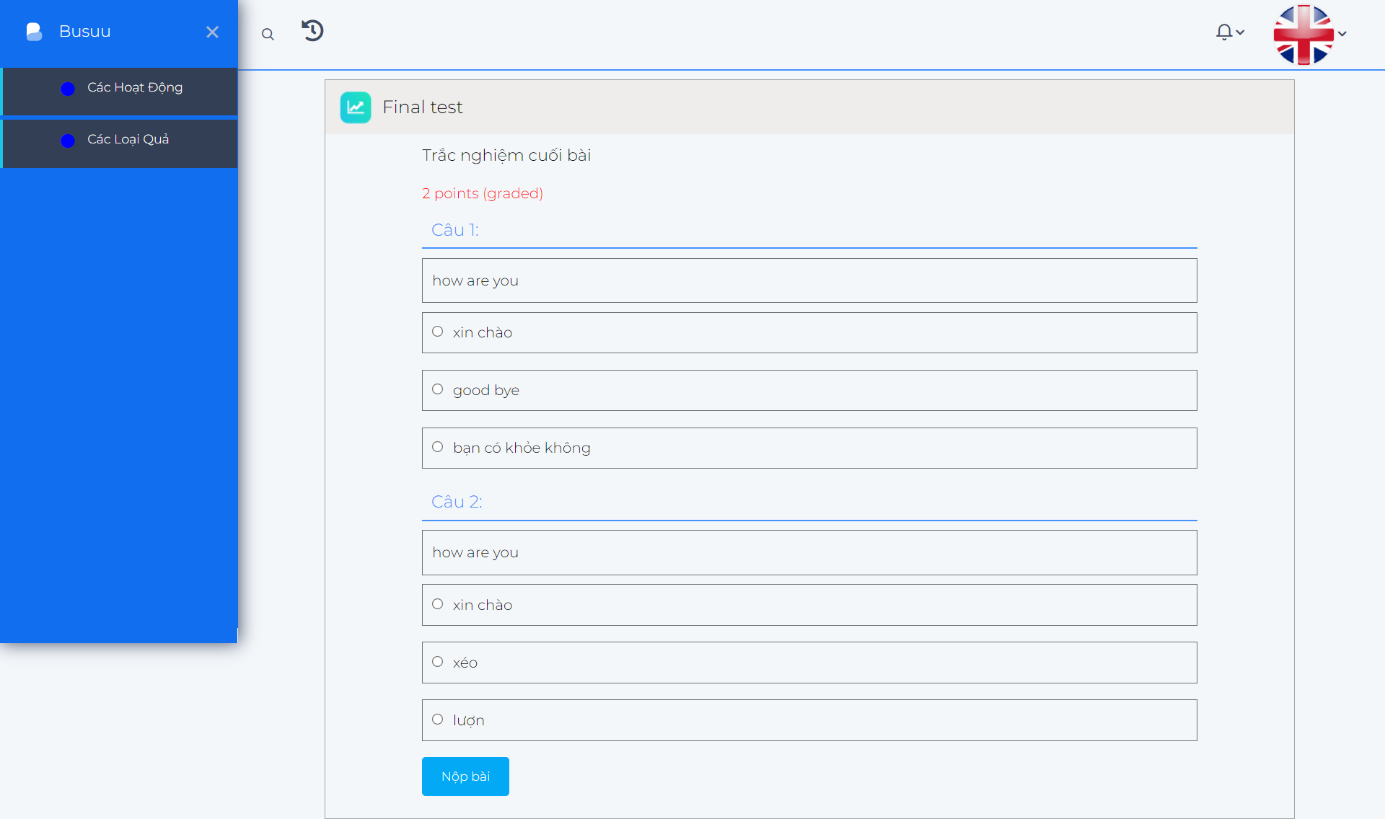 Busuu
Các Hoạt Động
Các Loại Quả
Final test
Trắc nghiệm cuối bài
2 points (graded)
Câu 1:
how are you
xin chào
good bye
bạn có khỏe không
Câu 2:
how are you
xin chào
xéo
lượn
Nộp bài